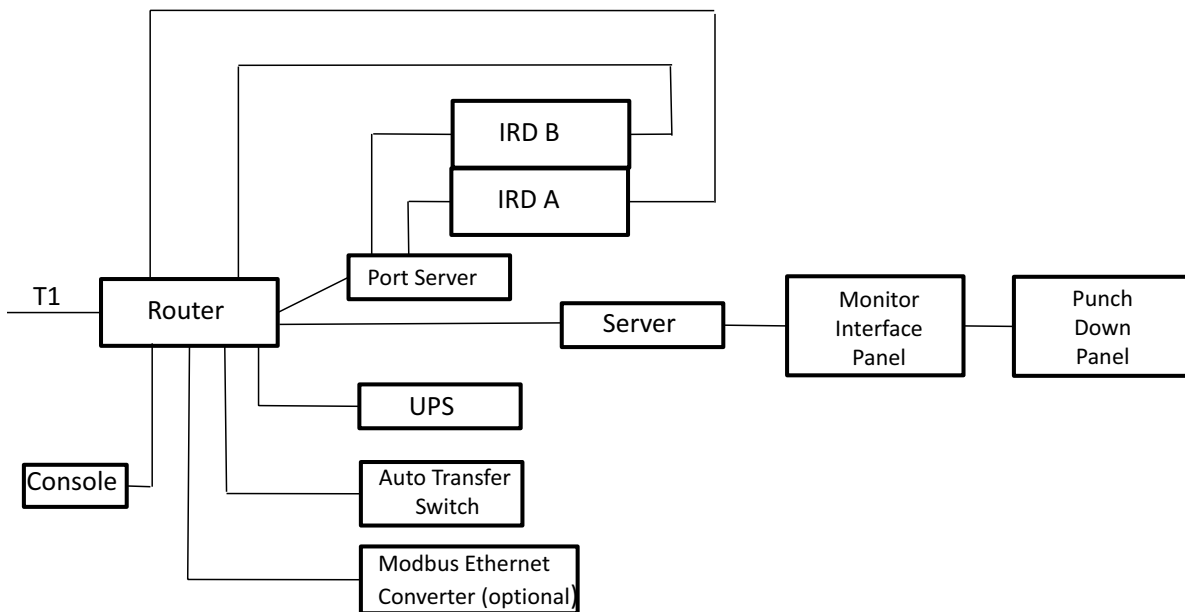 IRD B
IRD A
Port Server
T1
Router
Server
Monitor
Interface
Panel
Punch
Down
Panel
UPS
Console
Auto Transfer
Switch
Modbus Ethernet
Converter (optional)